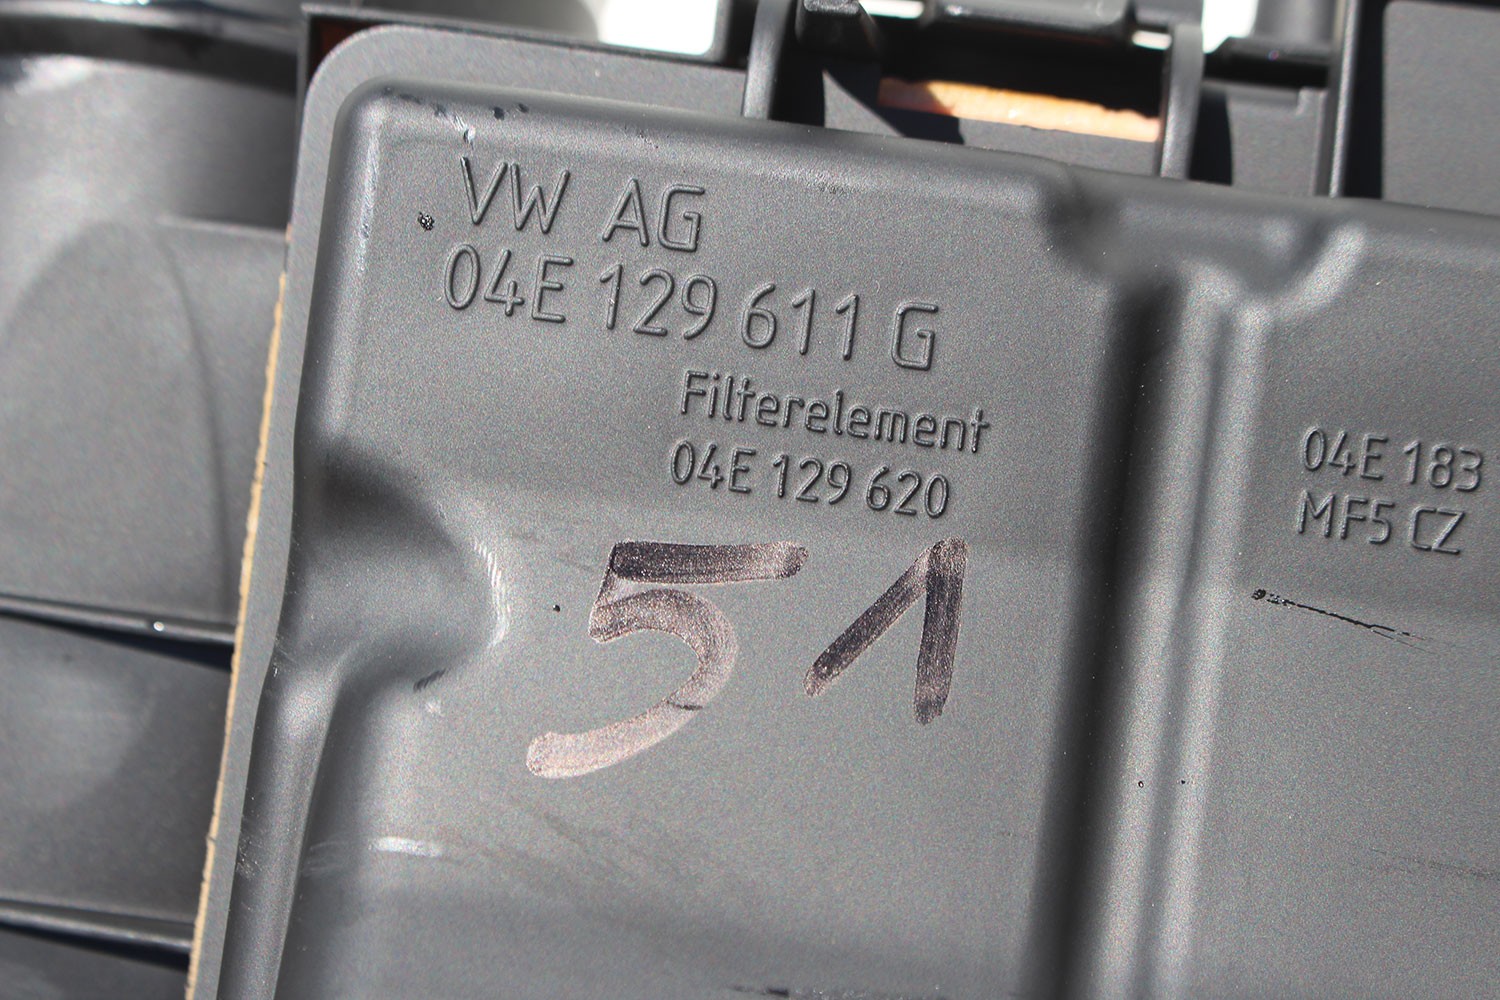 VW AG
04E 129 611 G
Filterelement
04E 129 620
51
04E 183
MF5 CZ